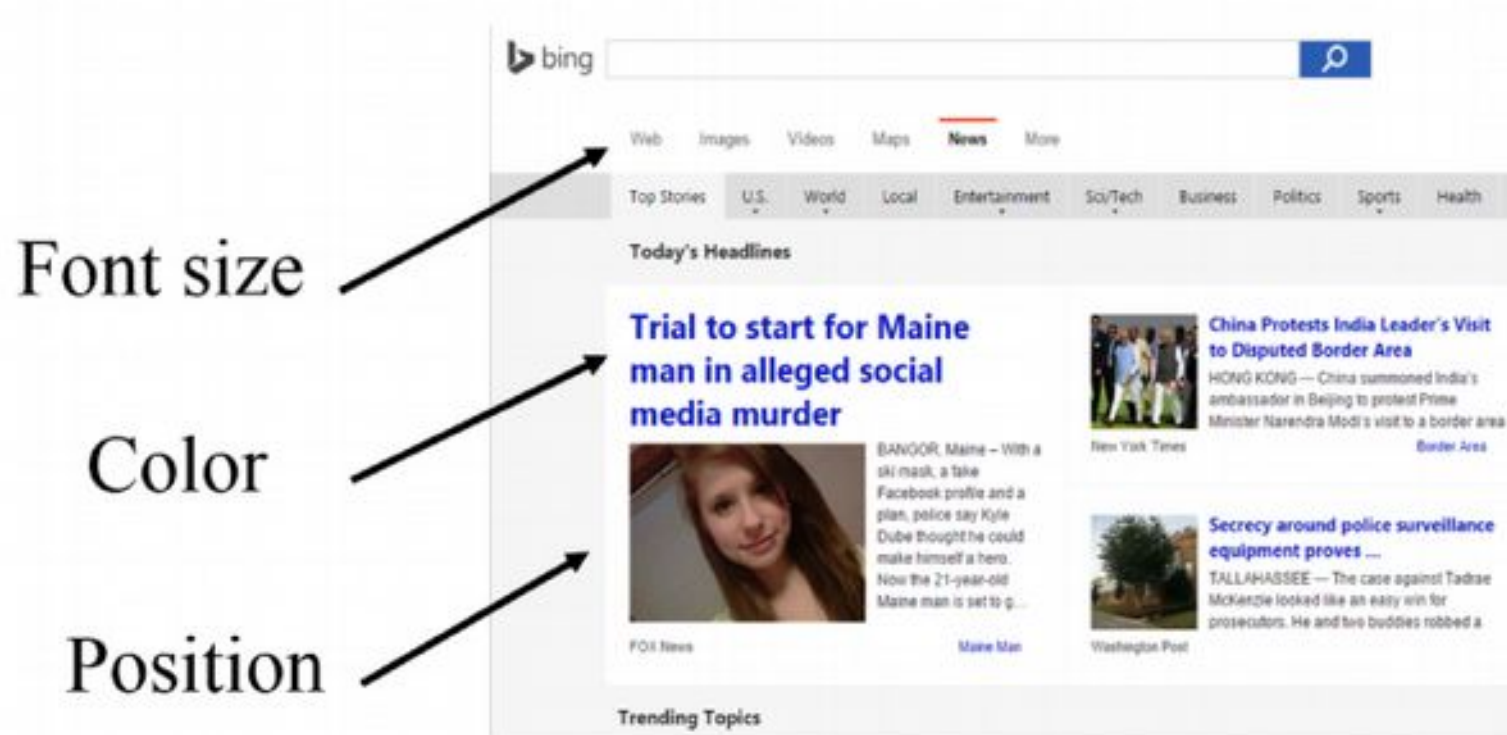 bing
Web Images Videos Maps News More
Top Stories U.S. World Local Entertainment Sci/Tech Business Politics Sports Health
Font size
Color
Position
Today's Headlines
Trial to start for Maine
man in alleged social
media murder
BANGOR, Maine – With a
ski mask, a fake
Facebook profile and a
plan, police say Kyle
Dube thought he could
make himself a hero.
Now the 21-year-old
Maine man is set to g...
FOX News
Maine Man
China Protests India Leader's Visit
to Disputed Border Area
HONG KONG — China summoned India's
ambassador in Beijing to protest Prime
Minister Narendra Modi's visit to a border area
New York Times
Border Area
Secrecy around police surveillance
equipment proves ...
TALLAHASSEE — The case against Tadrae
McKenzie looked like an easy win for
prosecutors. He and two buddies robbed a
Washington Post
Trending Topics